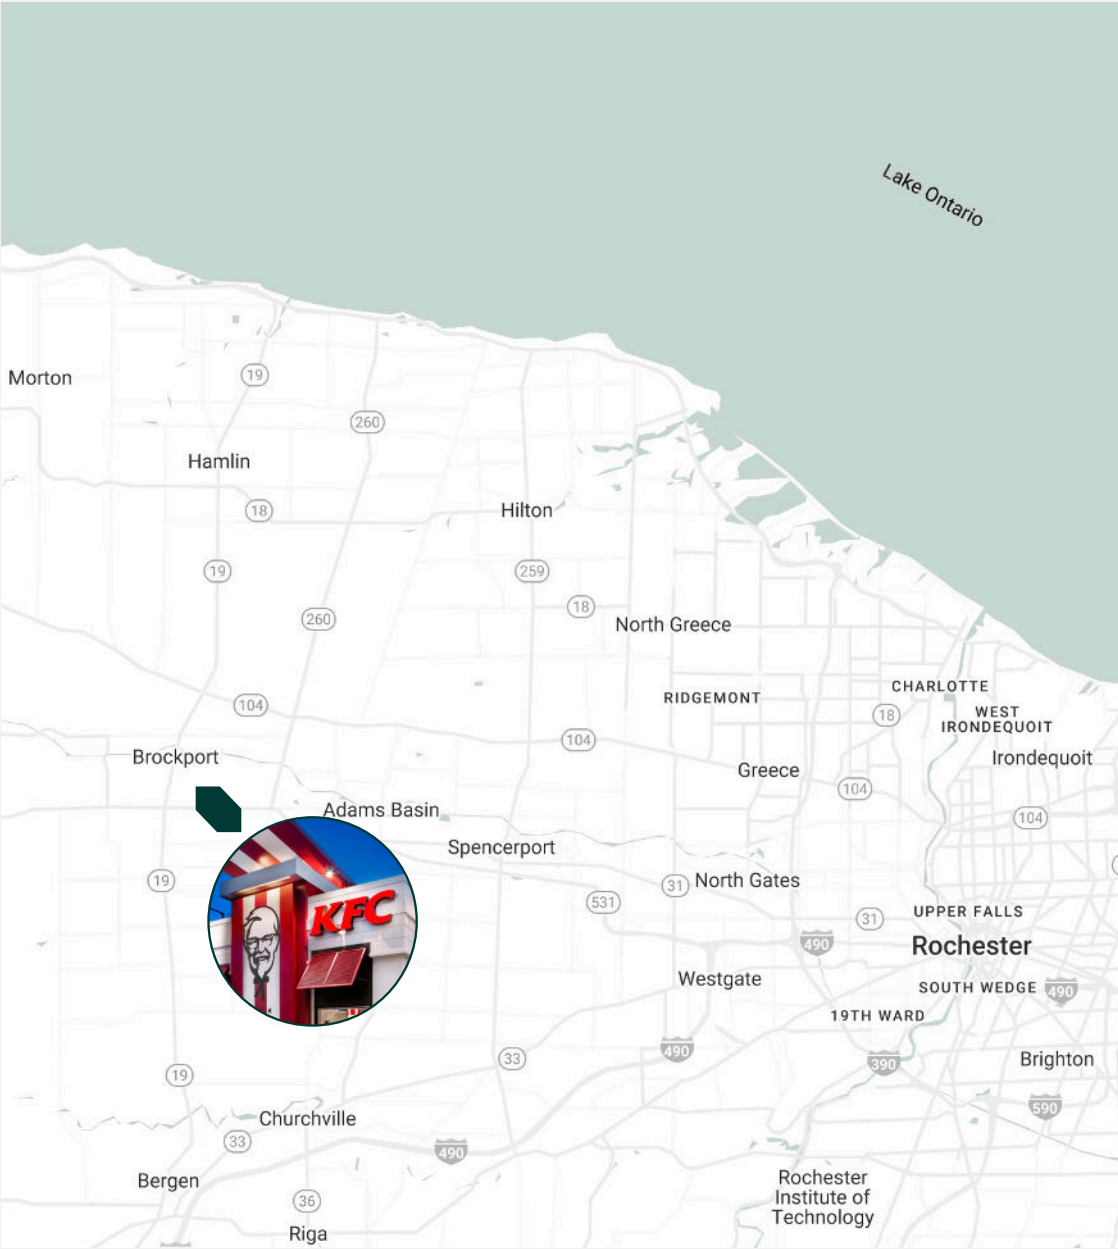 Lake Ontario
Morton
19
260
Hamlin
18
Hilton
19
259
18
260
North Greece
CHARLOTTE
RIDGEMONT
104
18
WEST
IRONDEQUOIT
104
Brockport
Irondequoit
Greece
104
Adams Basin
104
Spencerport
19
31
North Gates
531
KFC
31
UPPER FALLS
490
Rochester
Westgate
SOUTH WEDGE
490
19TH WARD
490
33
390
Brighton
19
590
Churchville
33
490
Bergen
Rochester
Institute of
Technology
36
Riga